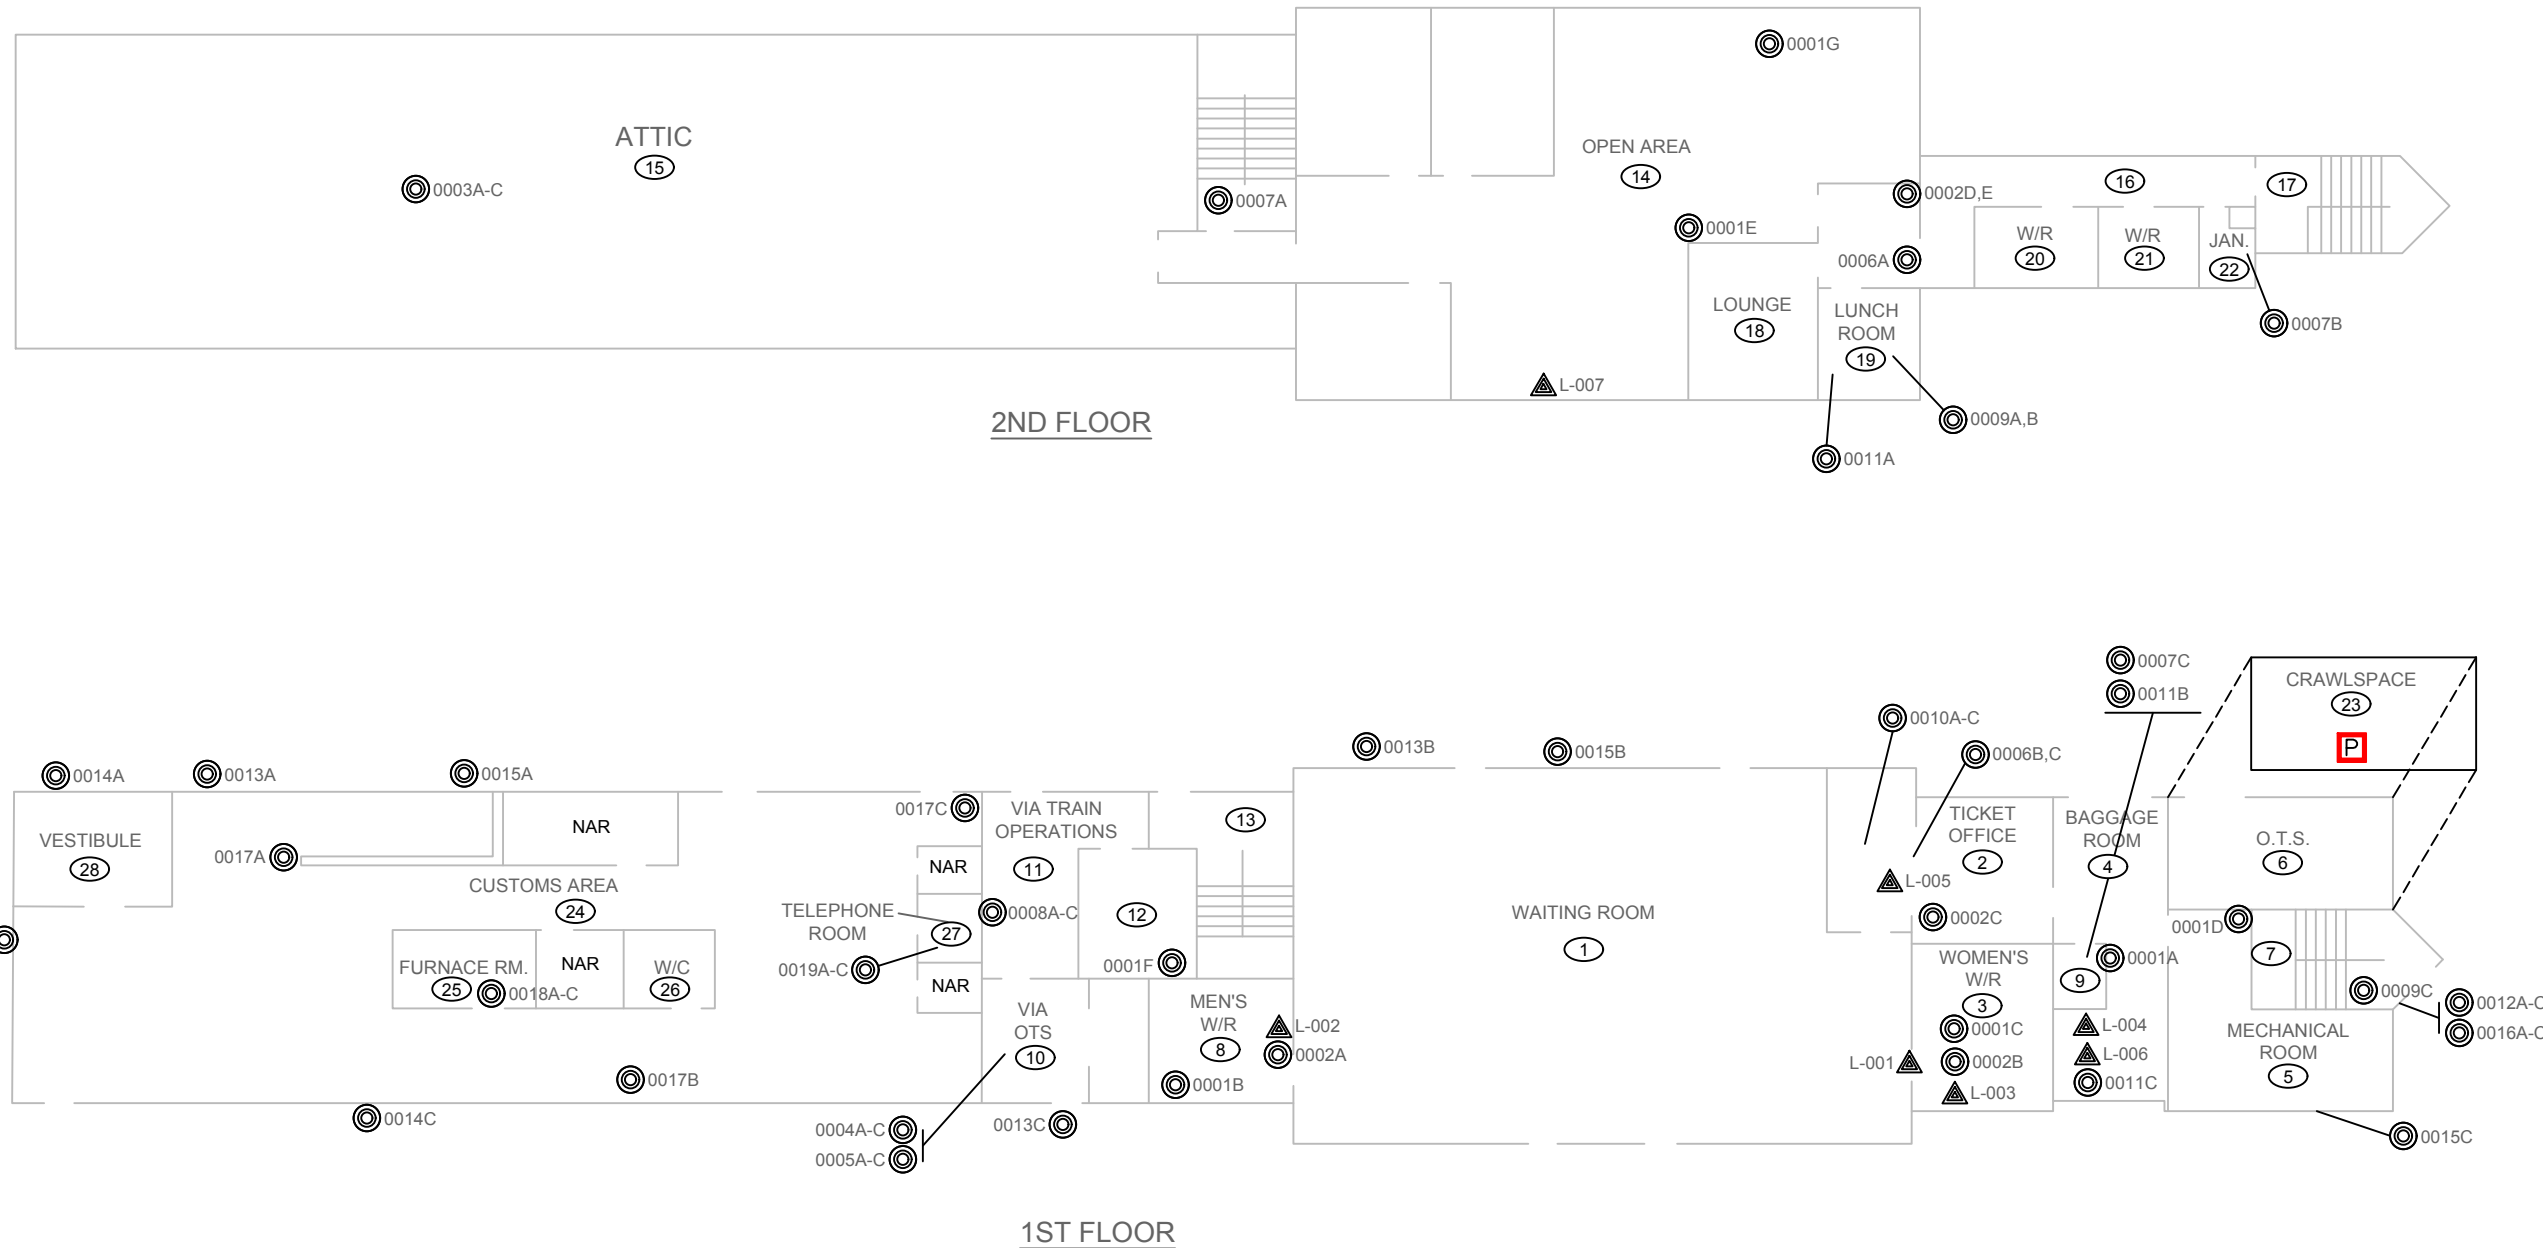 0001G
ATTIC
15
OPEN AREA
14
0003A-C
0007A
0001E
0002D,E
16
17
0006A
W/R
20
W/R
21
JAN.
22
LOUNGE
18
LUNCH
ROOM
19
0007B
L-007
2ND FLOOR
0009A,B
0011A
0007C
0011B
CRAWLSPACE
23
P
0010A-C
0006B,C
0014A
0013A
0015A
0013B
0015B
VESTIBULE
28
0017A
NAR
CUSTOMS AREA
24
0017C
NAR
VIA TRAIN
OPERATIONS
11
13
TELEPHONE
ROOM
27
0008A-C
12
WAITING ROOM
1
L-005
TICKET
OFFICE
2
BAGGAGE
ROOM
4
O.T.S.
6
0002C
0001D
7
FURNACE RM.
25
0018A-C
NAR
W/C
26
0019A-C
NAR
0001F
WOMEN'S
W/R
3
0001A
9
0009C
0012A-C
0016A-C
VIA
OTS
10
MEN'S
W/R
8
L-002
0002A
0001B
L-001
0001C
0002B
L-003
L-004
L-006
0011C
MECHANICAL
ROOM
5
0017B
0014C
0004A-C
0005A-C
0013C
0015C
1ST FLOOR